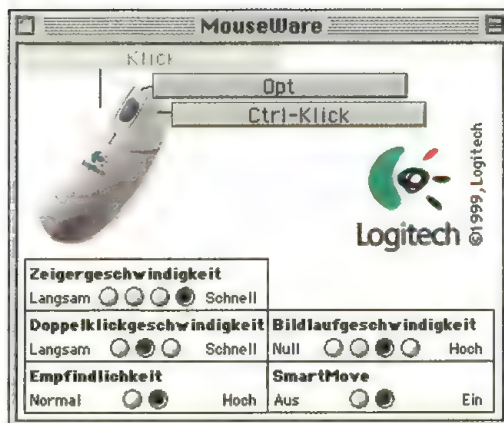 MouseWare
Klick
Opt
Ctrl-Klick
Logitech
©1999, Logitech
Zeigergeschwindigkeit
Langsam Schnell
Doppelklickgeschwindigkeit
Langsam Schnell
Bildlaufgeschwindigkeit
Null Hoch
Empfindlichkeit
Normal Hoch
SmartMove
Aus Ein